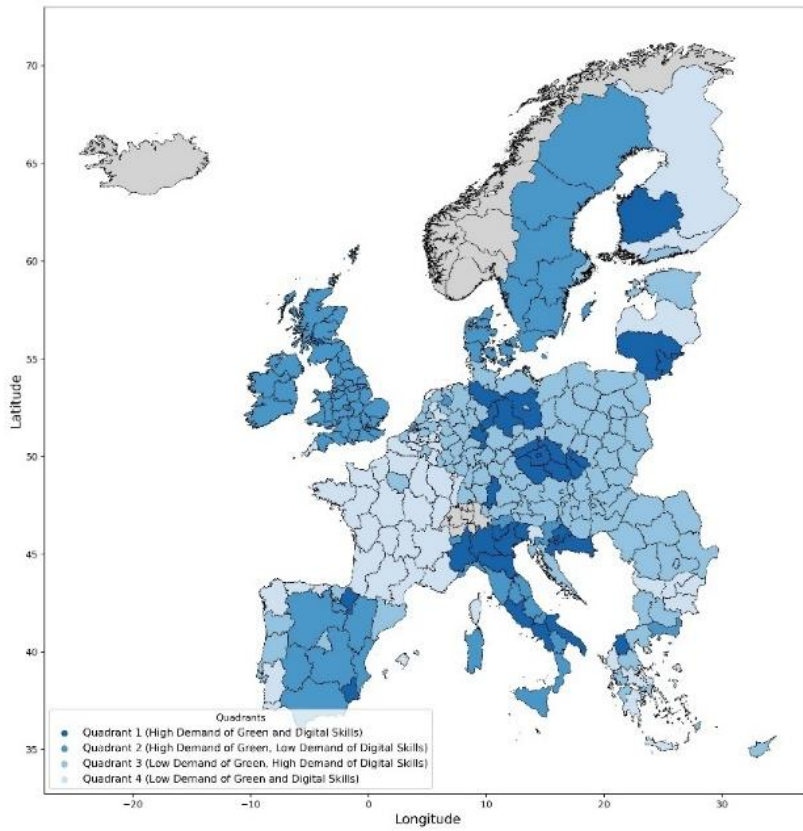 70
65
60
55
50
45
40
35
Latitude
Quadrants
Quadrant 1 (High Demand of Green and Digital Skills)
Quadrant 2 (High Demand of Green, Low Demand of Digital Skills)
Quadrant 3 (Low Demand of Green, High Demand of Digital Skills)
Quadrant 4 (Low Demand of Green and Digital Skills)
−20 −10 0 10 20 30
Longitude